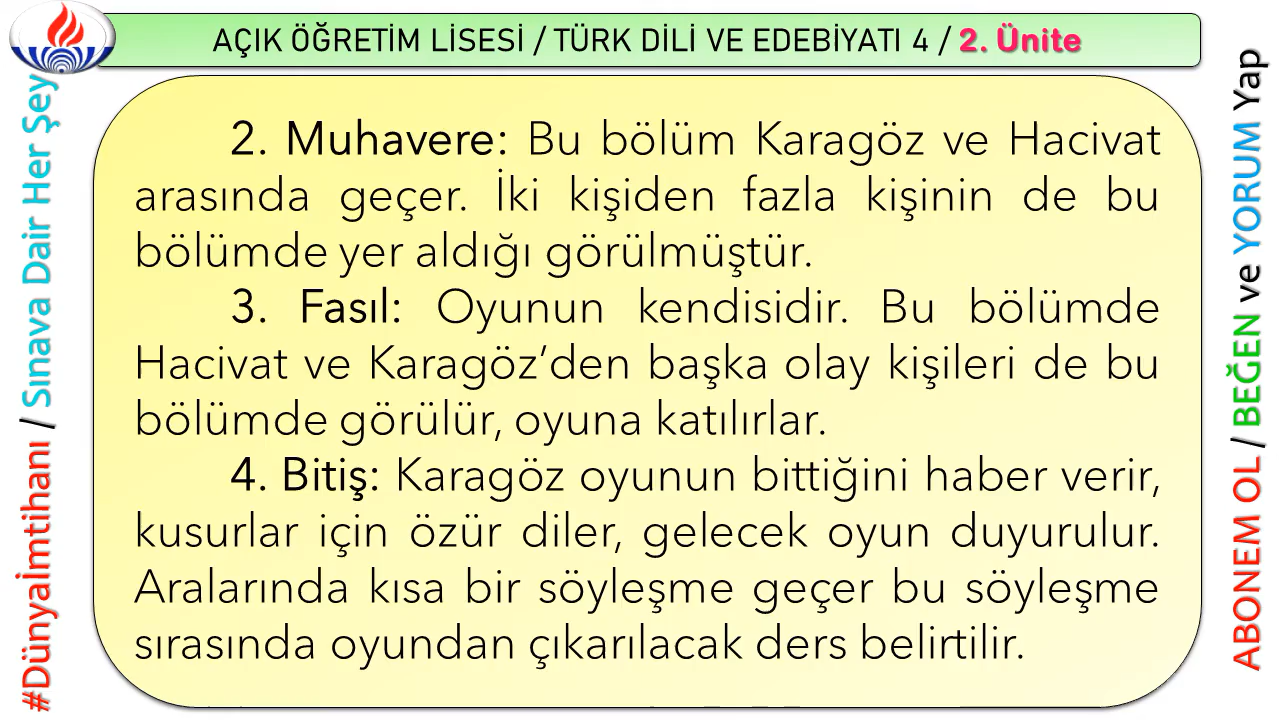 AÇIK ÖĞRETİM LİSESİ / TÜRK DİLİ VE EDEBİYATI 4 / 2. Ünite
#Dünyaİmtihanı / Sınava Dair Her Şey
2. Muhavere: Bu bölüm Karagöz ve Hacivat
arasında geçer. İki kişiden fazla kişinin de bu
bölümde yer aldığı görülmüştür.
3. Fasıl: Oyunun kendisidir. Bu bölümde
Hacivat ve Karagöz’den başka olay kişileri de bu
bölümde görülür, oyuna katılırlar.
4. Bitiş: Karagöz oyunun bittiğini haber verir,
kusurlar için özür diler, gelecek oyun duyurulur.
Aralarında kısa bir söyleşme geçer bu söyleşme
sırasında oyundan çıkarılacak ders belirtilir.
ABONEM OL / BEĞEN ve YORUM Yap